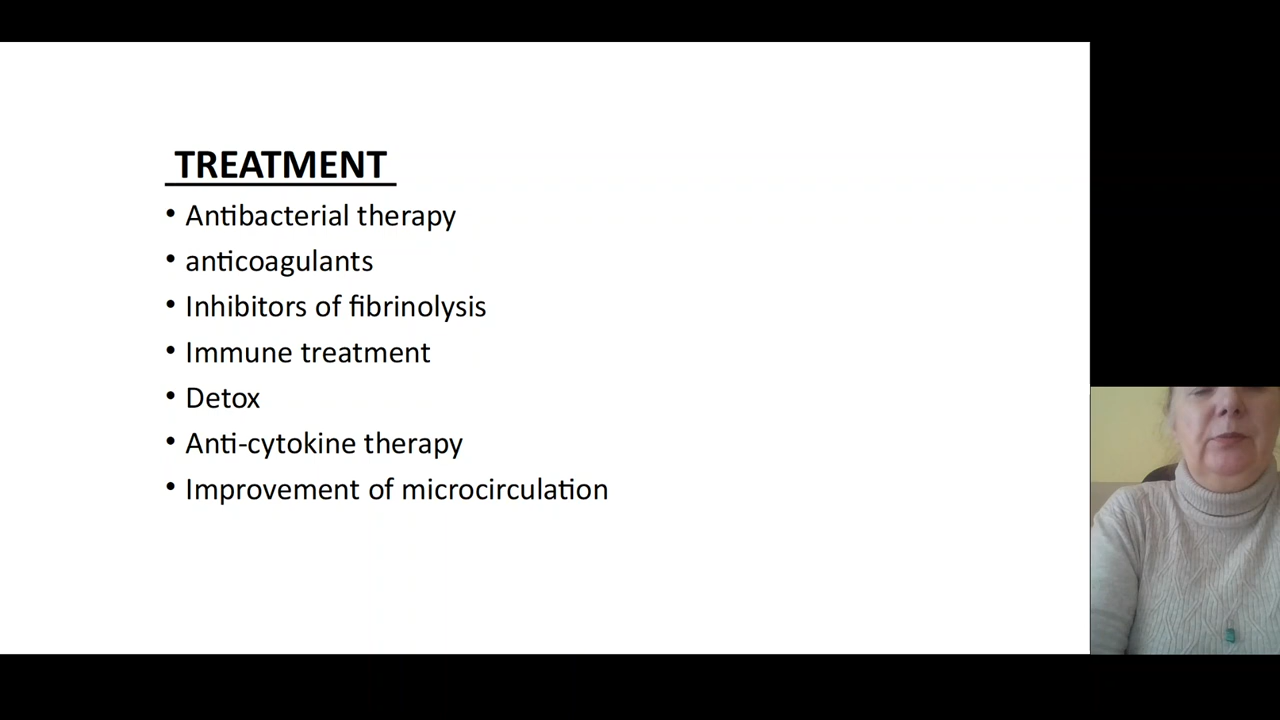 TREATMENT
• Antibacterial therapy
• anticoagulants
• Inhibitors of fibrinolysis
• Immune treatment
• Detox
• Anti-cytokine therapy
• Improvement of microcirculation